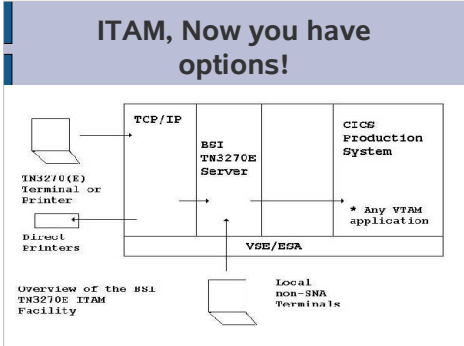 ITAM, Now you have
options!
TCP/IP
BSI
TN3270E
Server
CICS
Production
System
TN3270(E)
Terminal or
Printer
* Any VTAM
application
Direct
Printers
VSE/ESA
Overview of the BSI
TN3270E ITAM
Facility
Local
non-SNA
Terminals